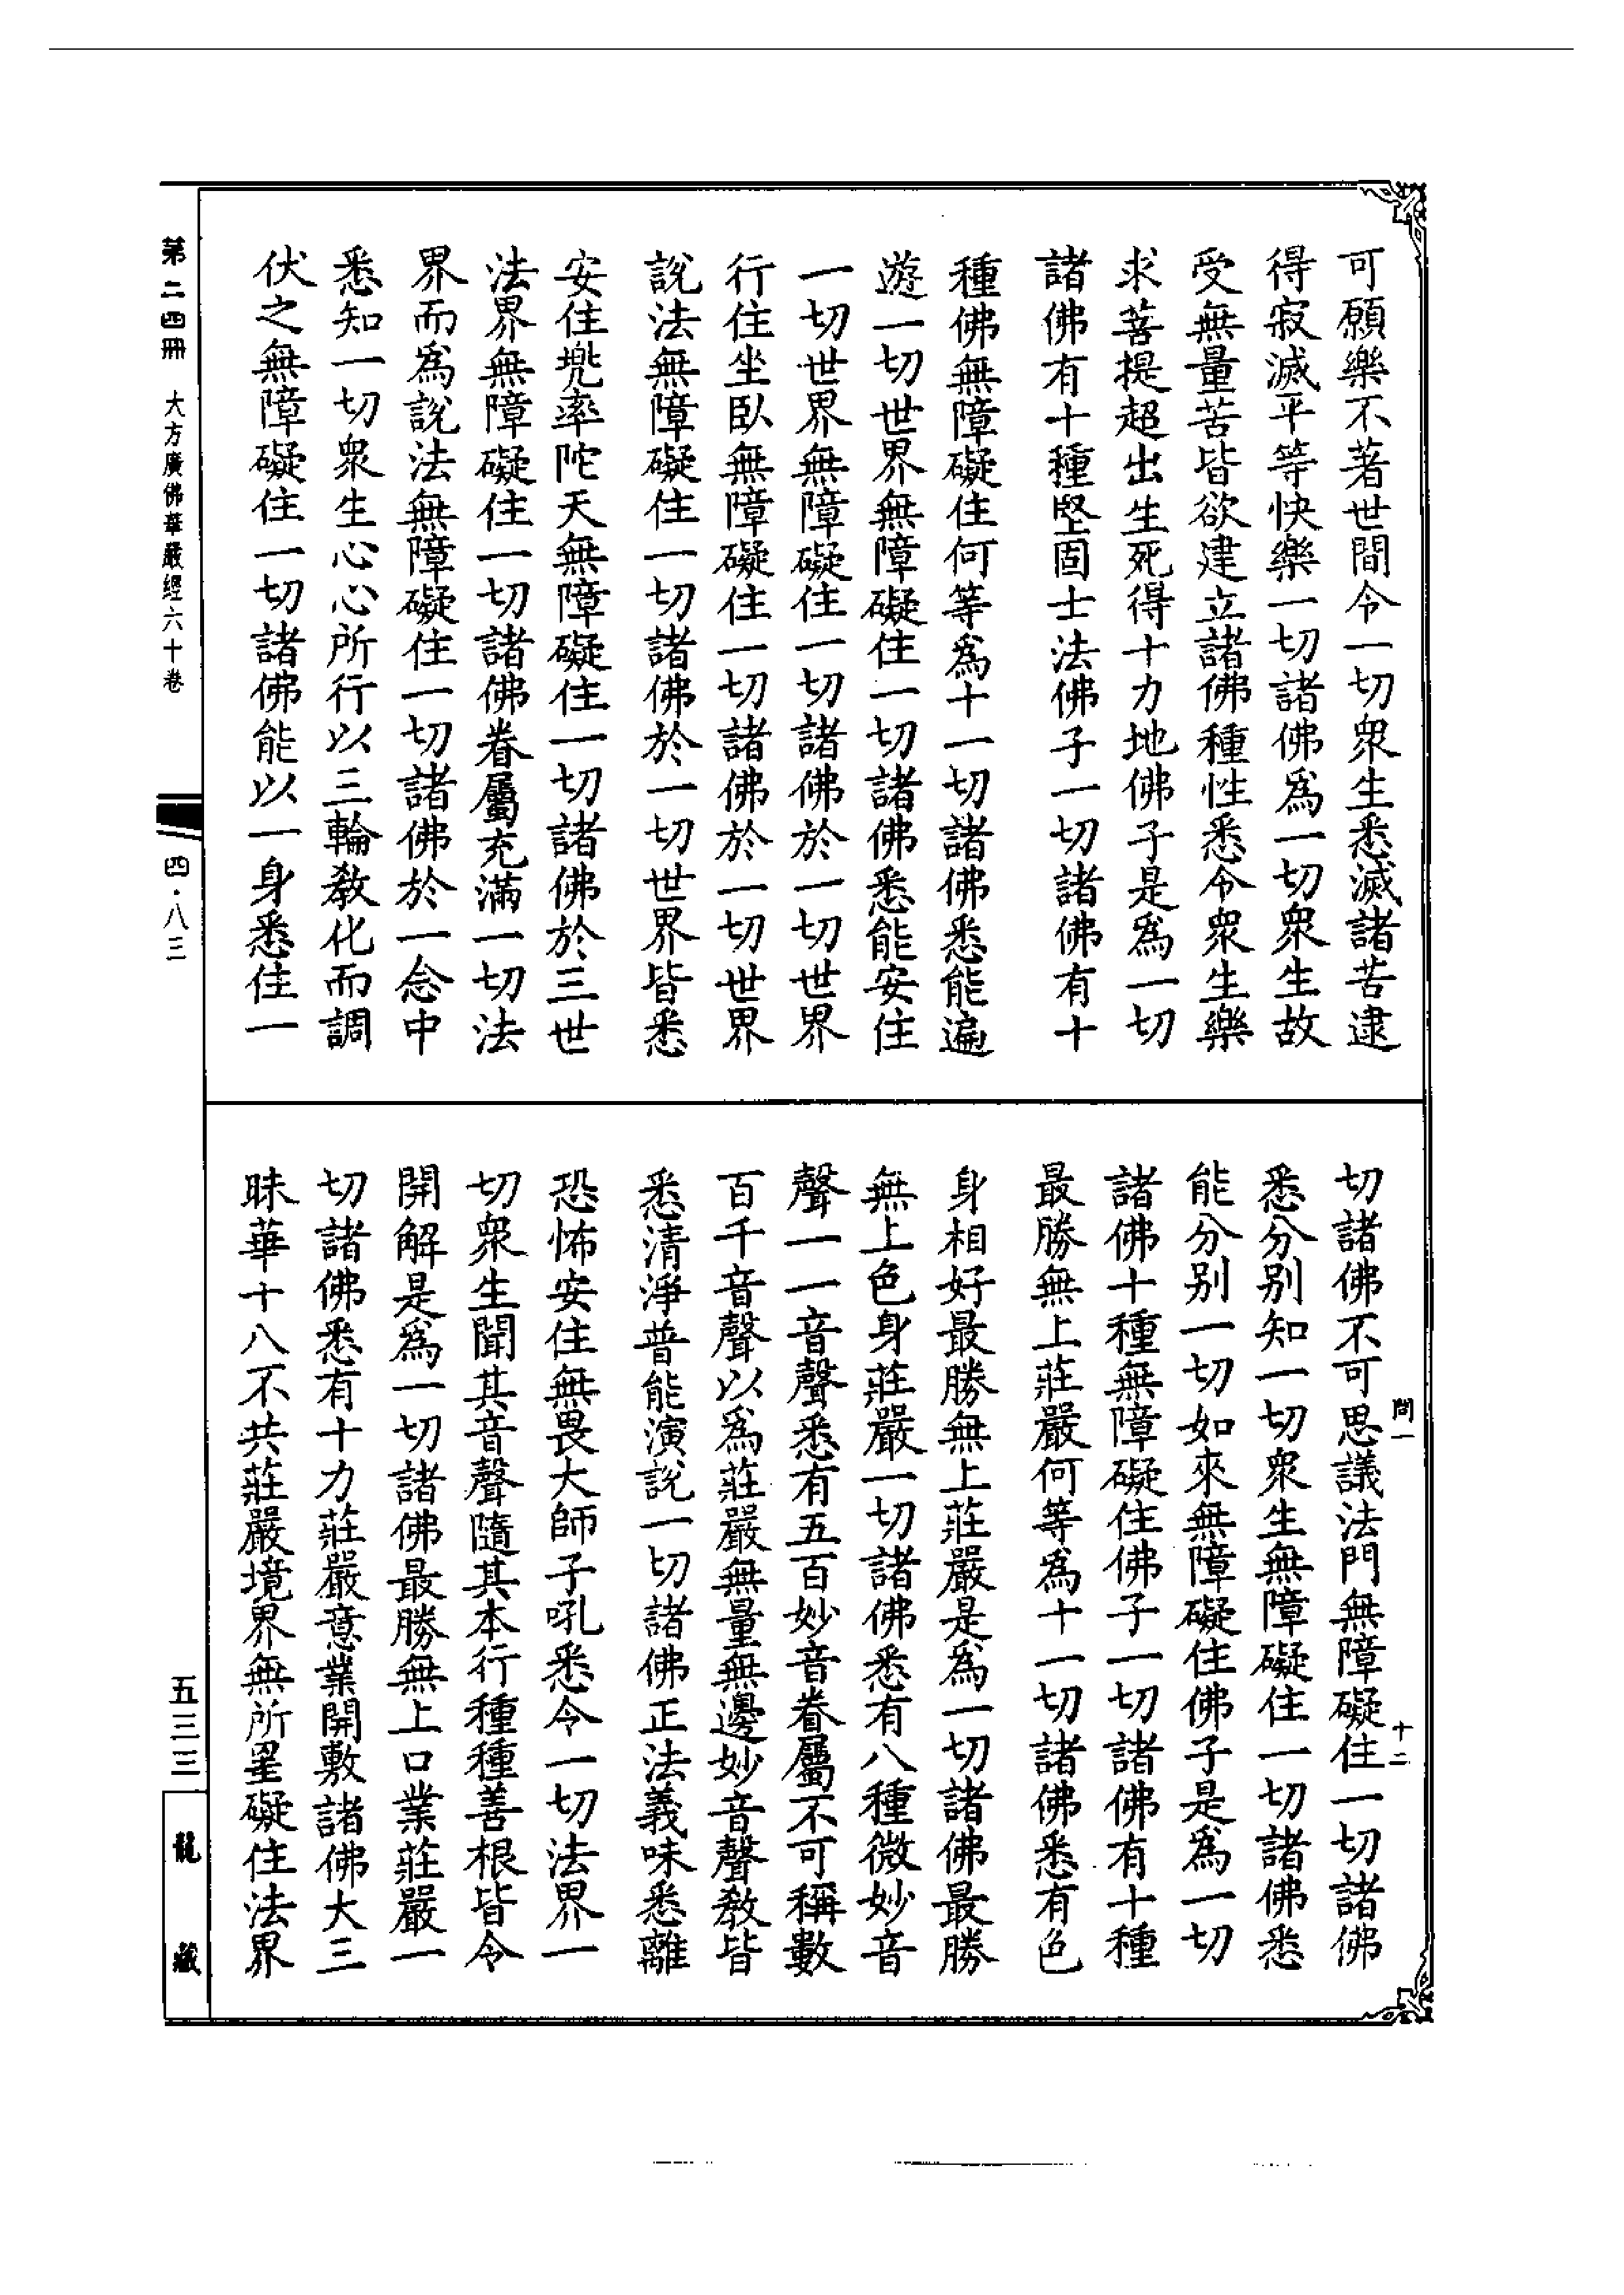 可願樂不著世間令一切衆生悉滅諸苦逮
得寂滅平等快樂一切諸佛爲一切衆生故
受無量苦皆欲建立諸佛種性悉令衆生樂
求菩提超出生死得十力地佛子是爲一切
諸佛有十種堅固士法佛子一切諸佛有十
種佛無障礙住何等爲十一切諸佛悉能遍
遊一切世界無障礙住一切諸佛悉能安住
一切世界無障礙住一切諸佛於一切世界
行住坐臥無障礙住一切諸佛於一切世界
說法無障礙住一切諸佛於一切世界皆悉
安住兜率陀天無障礙住一切諸佛於三世
法界無障礙住一切諸佛眷屬充滿一切法
界而爲說法無障礙住一切諸佛於一念中
悉知一切衆生心心所行以三輪教化而調
伏之無障礙住一切諸佛能以一身悉住一
切諸佛不可思議法門無障礙住一切諸佛
悉分別知一切衆生無障礙住一切諸佛悉
能分別一切如來無障礙住佛子是爲一切
諸佛十種無障礙住佛子一切諸佛有十種
最勝無上莊嚴何等爲十一切諸佛悉有色
身相好最勝無上莊嚴是爲一切諸佛最勝
無上色身莊嚴一切諸佛悉有八種微妙音
聲一一音聲悉有五百妙音眷屬不可稱數
百千音聲以爲莊嚴無量無邊妙音聲教皆
悉清淨普能演說一切諸佛正法義味悉離
恐怖安住無畏大師子吼悉令一切法界一
切衆生聞其音聲隨其本行種種善根皆令
開解是爲一切諸佛最勝無上口業莊嚴一
切諸佛悉有十力莊嚴意業開敷諸佛大三
昧華十八不共莊嚴境界無所罣礙住法界
問一
十二
第二四冊 大方廣佛華嚴經六十卷
四·八三
五三三
龍藏